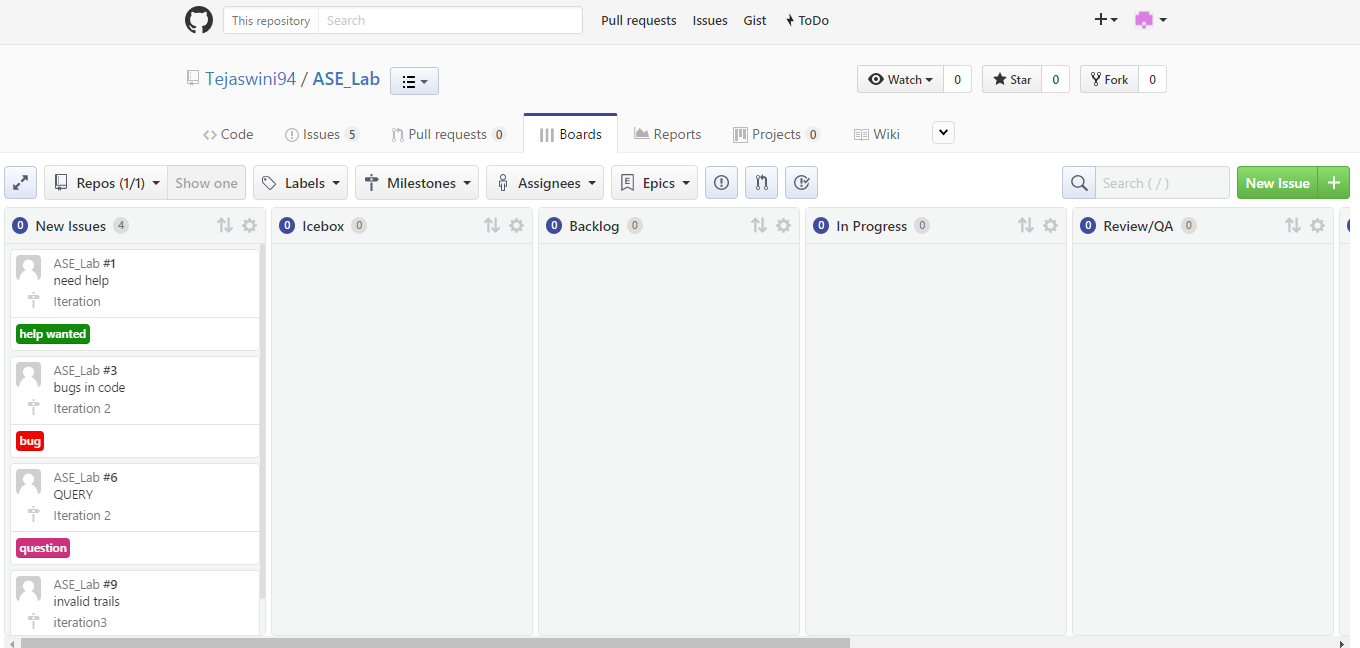 This repository Search Pull requests Issues Gist ToDo
Tejaswini94 / ASE_Lab Watch 0 Star 0 Fork 0
Code Issues 5 Pull requests 0 Boards Reports Projects 0 Wiki
Repos (1/1) Show one Labels Milestones Assignees Epics Search ( / ) New Issue +
0 New Issues 4 0 Icebox 0 0 Backlog 0 0 In Progress 0 0 Review/QA 0
ASE_Lab #1
need help
Iteration
help wanted
ASE_Lab #3
bugs in code
Iteration 2
bug
ASE_Lab #6
QUERY
Iteration 2
question
ASE_Lab #9
invalid trails
iteration3